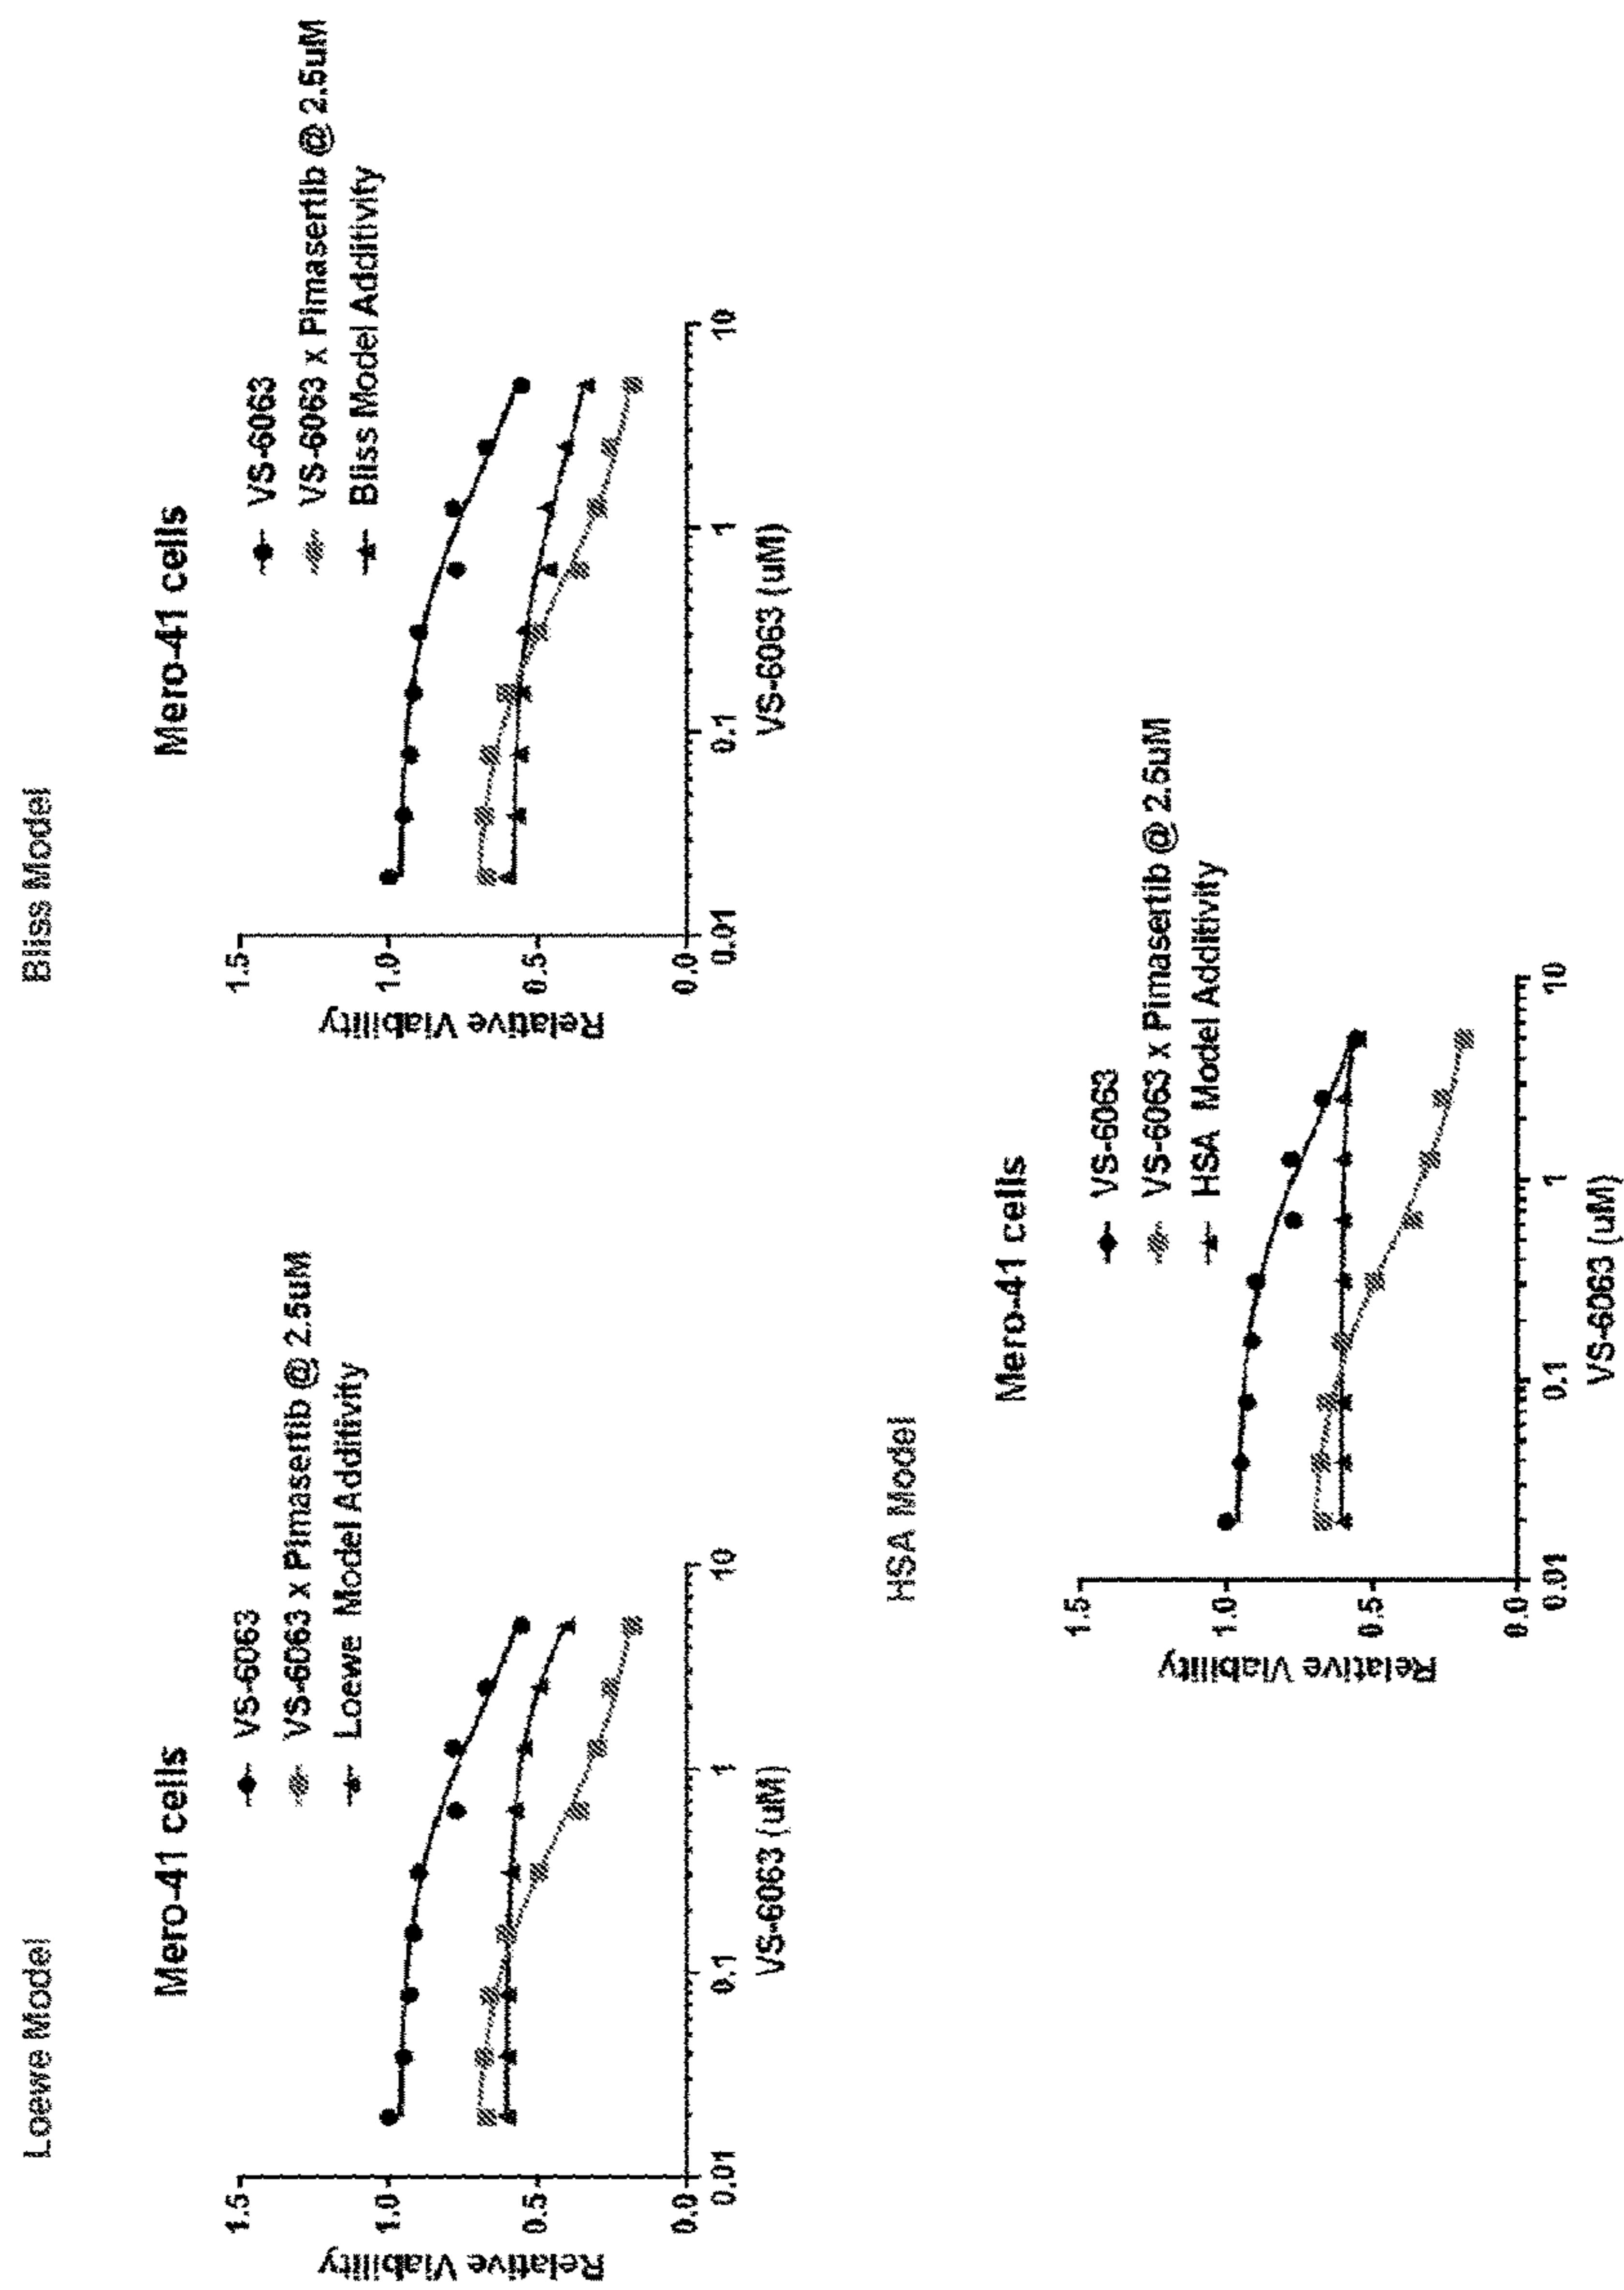 Loewe Model
Mero-41 cells
VS-6063
VS-6063 x Pimasertib @ 2.5uM
Loewe Model Additivity
Relative Viability
1.5
1.0
0.5
0.0
0.01
0.1
1
10
VS-6063 (uM)
Bliss Model
Mero-41 cells
VS-6063
VS-6063 x Pimasertib @ 2.5uM
Bliss Model Additivity
Relative Viability
1.5
1.0
0.5
0.0
0.01
0.1
1
10
VS-6063 (uM)
HSA Model
Mero-41 cells
VS-6063
VS-6063 x Pimasertib @ 2.5uM
HSA Model Additivity
Relative Viability
1.5
1.0
0.5
0.0
0.01
0.1
1
10
VS-6063 (uM)